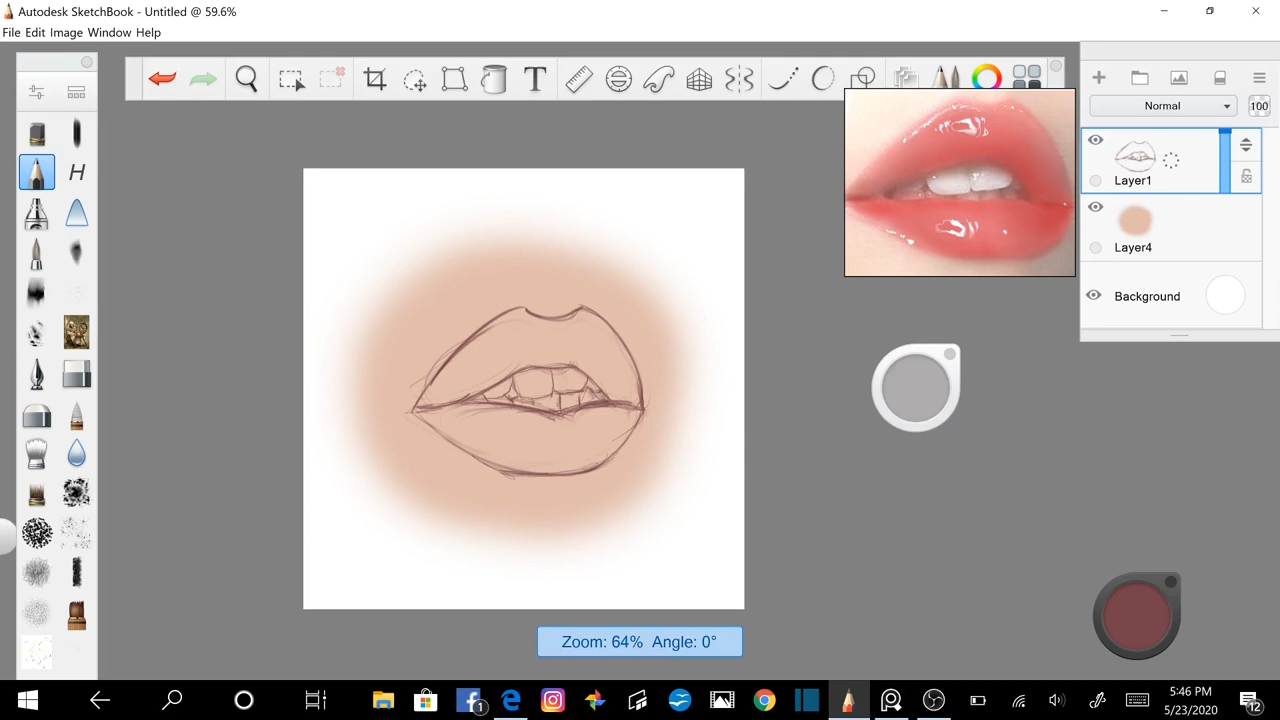 Autodesk SketchBook - Untitled @ 59.6%
File Edit Image Window Help
T
Normal
100
H
Layer1
Layer4
Background
Zoom: 64% Angle: 0°
1
5:46 PM
5/23/2020
12